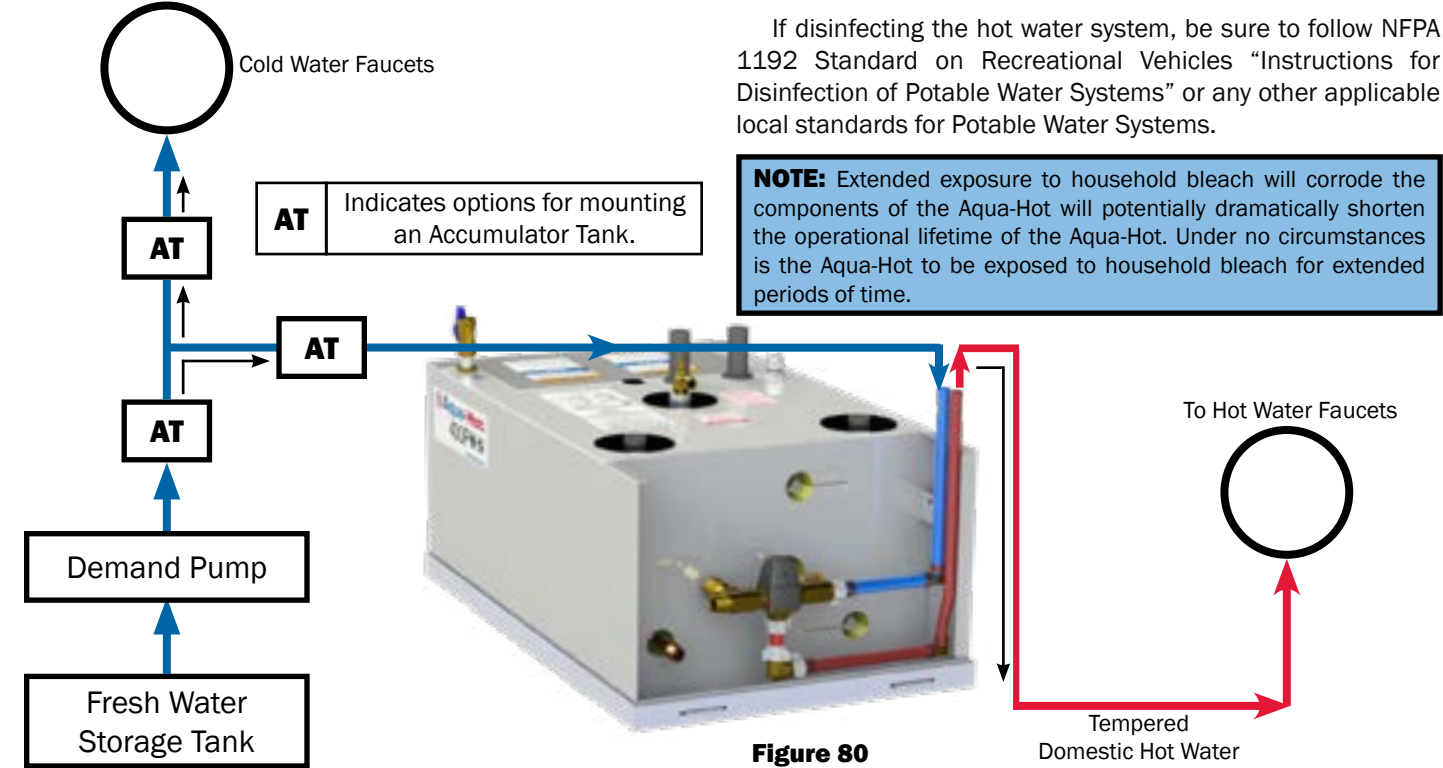 Cold Water Faucets
If disinfecting the hot water system, be sure to follow NFPA
1192 Standard on Recreational Vehicles “Instructions for
Disinfection of Potable Water Systems” or any other applicable
local standards for Potable Water Systems.
NOTE: Extended exposure to household bleach will corrode the
components of the Aqua-Hot will potentially dramatically shorten
the operational lifetime of the Aqua-Hot. Under no circumstances
is the Aqua-Hot to be exposed to household bleach for extended
periods of time.
AT
Indicates options for mounting
an Accumulator Tank.
AT
AT
AT
Aqua-Hot
To Hot Water Faucets
Demand Pump
Fresh Water
Storage Tank
Tempered
Domestic Hot Water
Figure 80